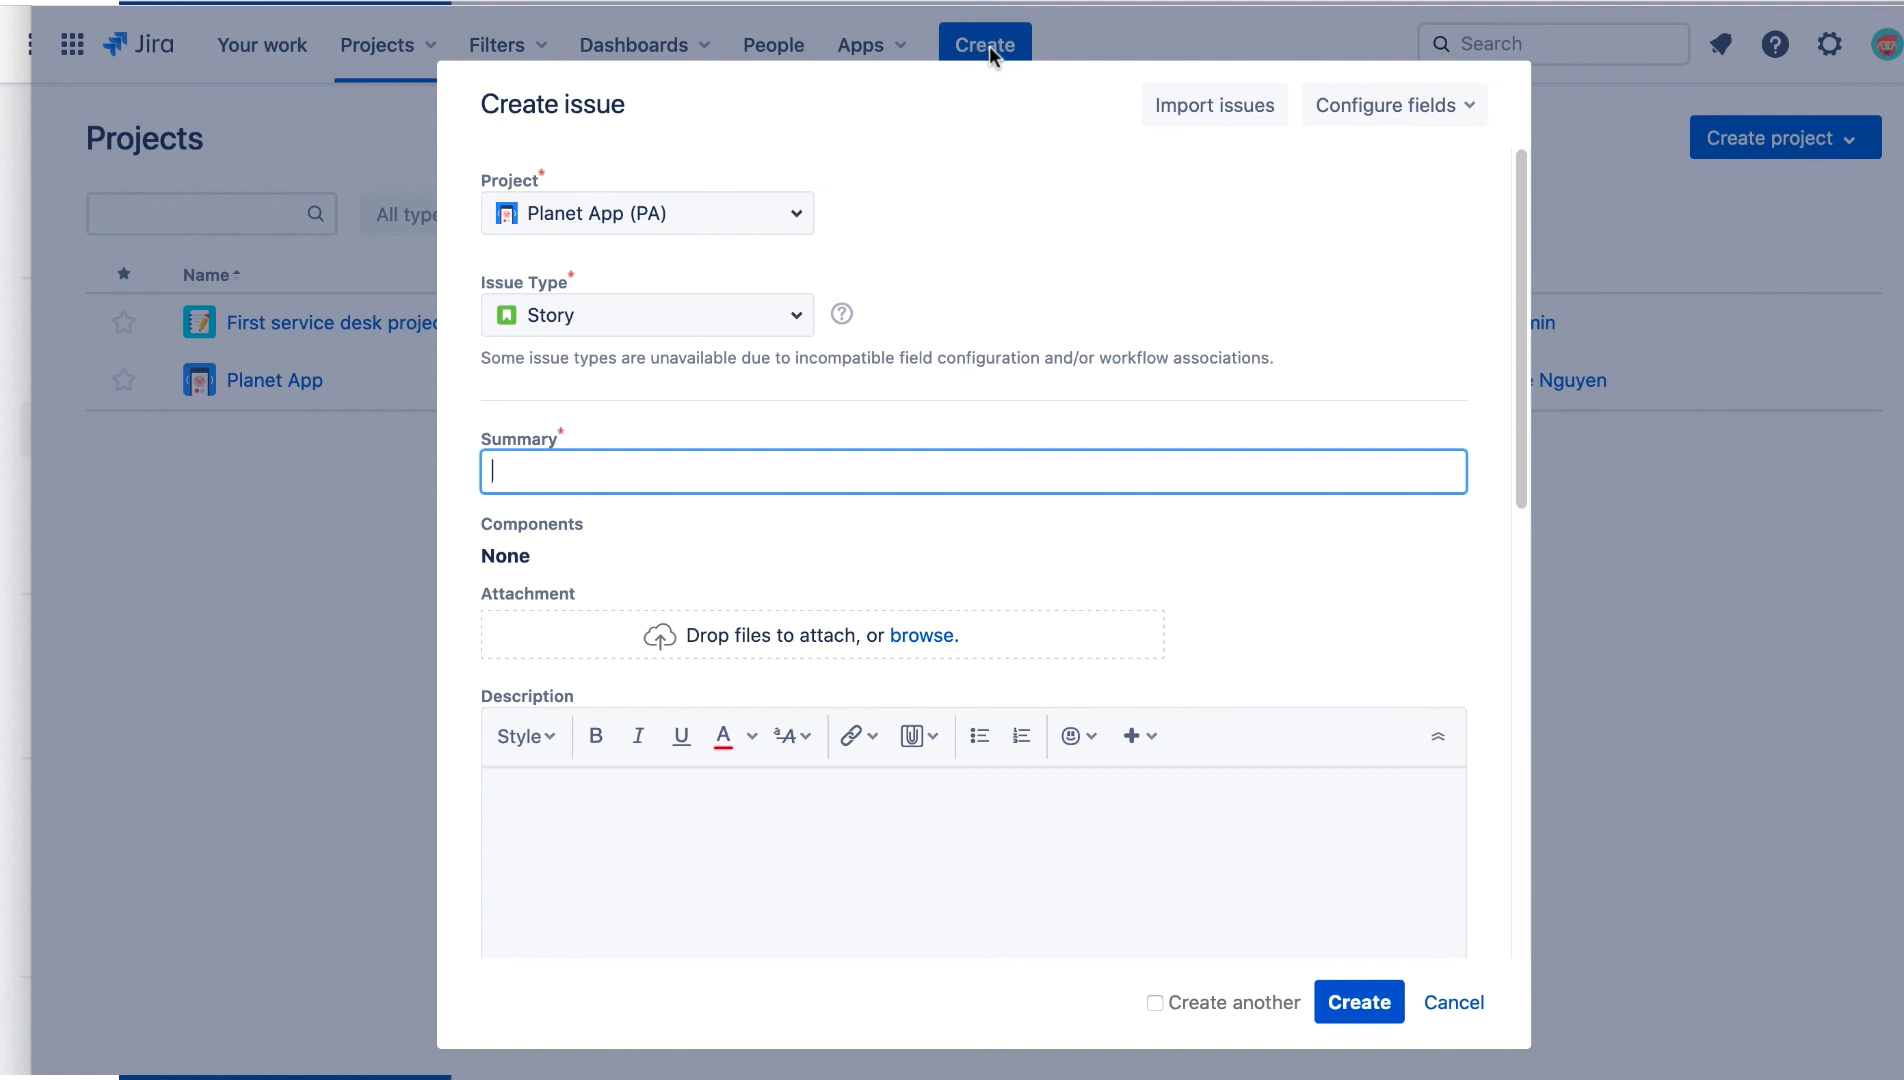 Jira Your work Projects Filters Dashboards People Apps Create Search
Create issue Import issues Configure fields
Projects Create project
Project*
Planet App (PA)
All type
Issue Type*
Name
Story
First service desk projec min
Some issue types are unavailable due to incompatible field configuration and/or workflow associations.
Planet App Nguyen
Summary*
Components
None
Attachment
Drop files to attach, or browse.
Description
Style B I U A
Create another Create Cancel